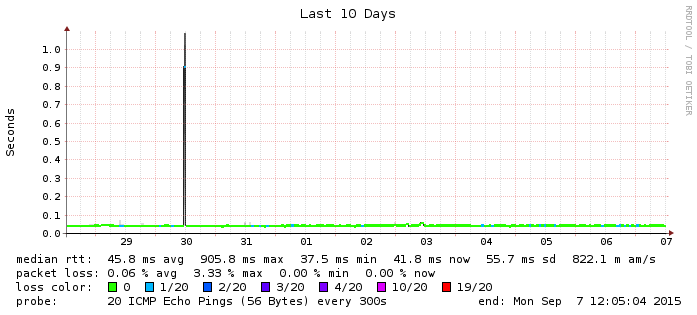 Last 10 Days
RRDTOOL / TOBI OETIKER
Seconds
1.0
0.9
0.8
0.7
0.6
0.5
0.4
0.3
0.2
0.1
0.0
29 30 31 01 02 03 04 05 06 07
median rtt: 45.8 ms avg 905.8 ms max 37.5 ms min 41.8 ms now 55.7 ms sd 822.1 m am/s
packet loss: 0.06 % avg 3.33 % max 0.00 % min 0.00 % now
loss color: 0 1/20 2/20 3/20 4/20 10/20 19/20
probe: 20 ICMP Echo Pings (56 Bytes) every 300s end: Mon Sep 7 12:05:04 2015